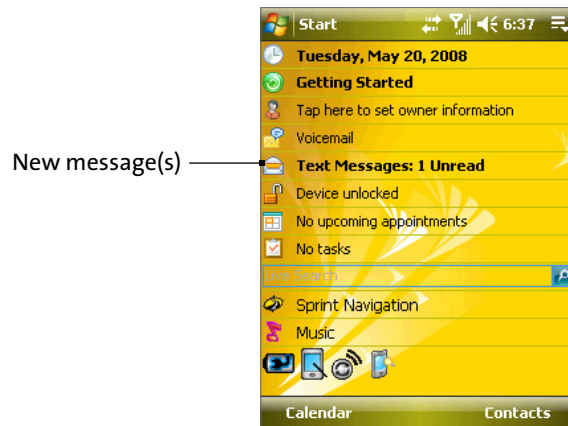 Start 6:37
Tuesday, May 20, 2008
Getting Started
Tap here to set owner information
Voicemail
New message(s) Text Messages: 1 Unread
Device unlocked
No upcoming appointments
No tasks
Live Search
Sprint Navigation
Music
Calendar Contacts